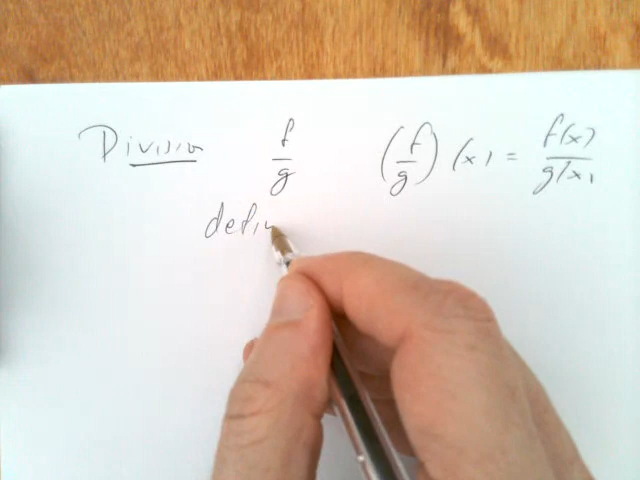 Division f/g (f/g)(x) = f(x)/g(x)
defin